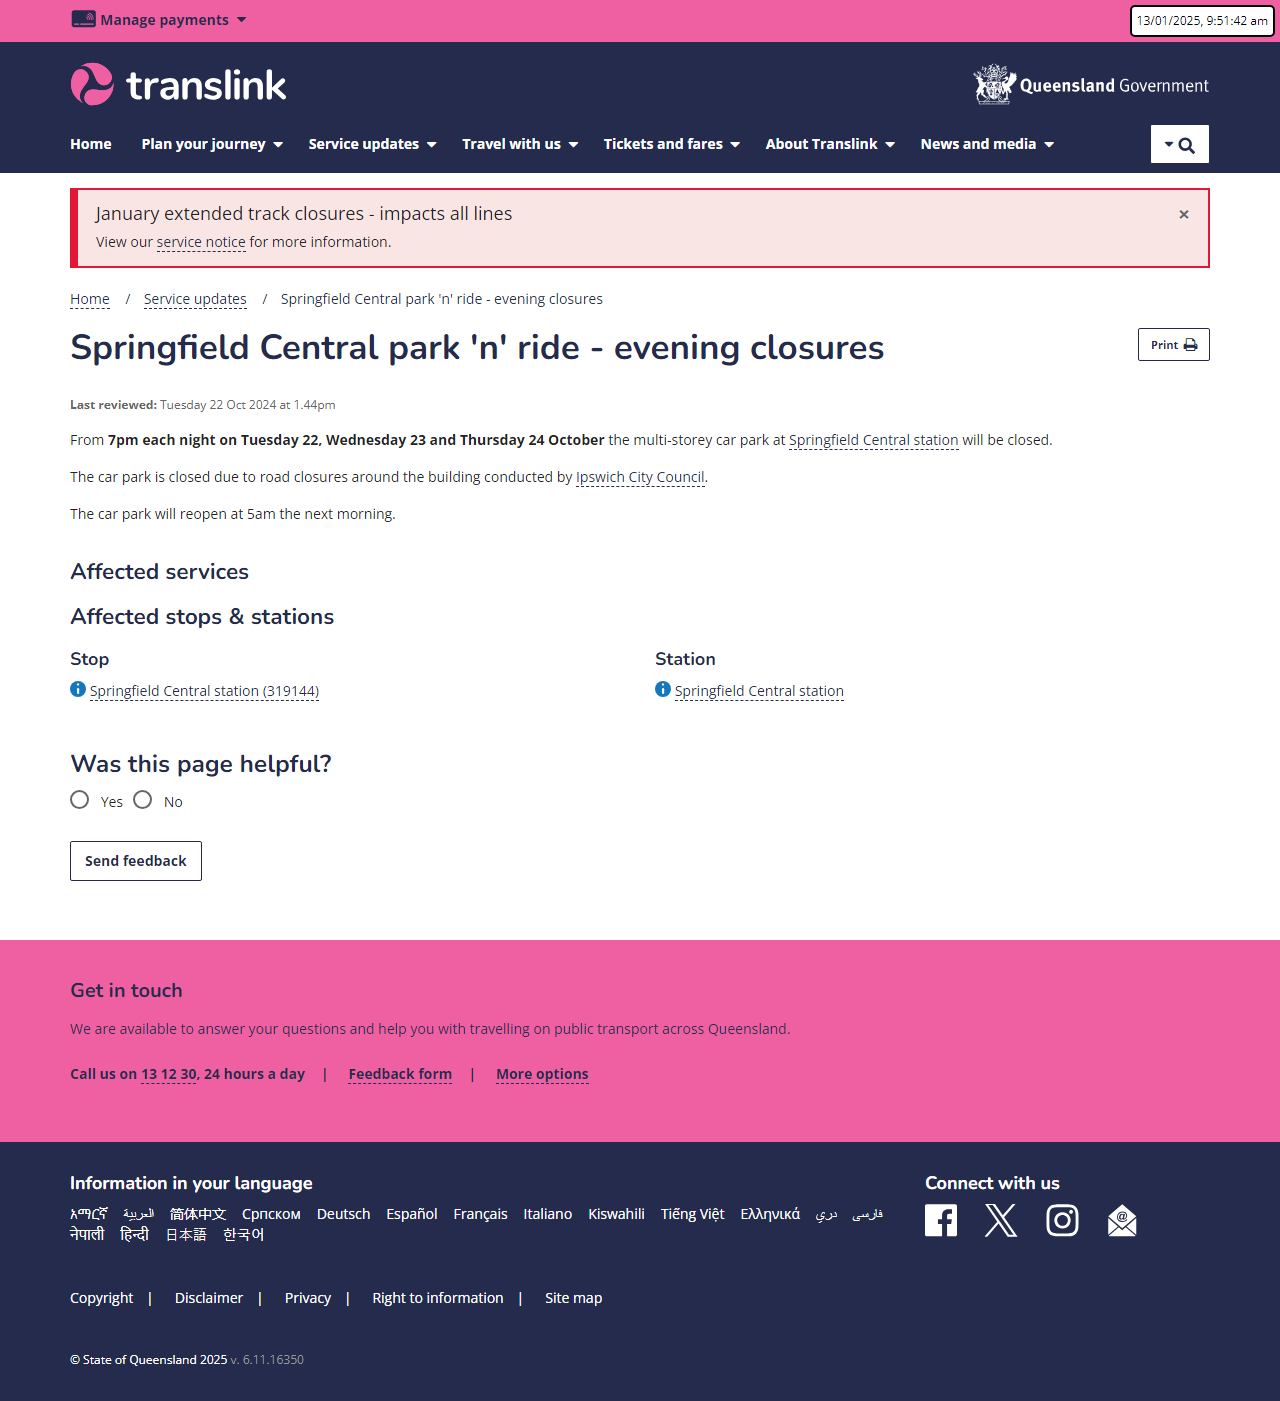 Manage payments
13/01/2025, 9:51:42 am
translink
Queensland Government
Home Plan your journey Service updates Travel with us Tickets and fares About Translink News and media
January extended track closures - impacts all lines
×
View our service notice for more information.
Home / Service updates / Springfield Central park 'n' ride - evening closures
Springfield Central park 'n' ride - evening closures
Print
Last reviewed: Tuesday 22 Oct 2024 at 1.44pm
From 7pm each night on Tuesday 22, Wednesday 23 and Thursday 24 October the multi-storey car park at Springfield Central station will be closed.
The car park is closed due to road closures around the building conducted by Ipswich City Council.
The car park will reopen at 5am the next morning.
Affected services
Affected stops & stations
Stop
Springfield Central station (319144)
Station
Springfield Central station
Was this page helpful?
Yes No
Send feedback
Get in touch
We are available to answer your questions and help you with travelling on public transport across Queensland.
Call us on 13 12 30, 24 hours a day | Feedback form | More options
Information in your language
አማርኛ العربية 简体中文 Српском Deutsch Español Français Italiano Kiswahili Tiếng Việt Ελληνικά دري فارسی
नेपाली हिन्दी 日本語 한국어
Connect with us
Copyright | Disclaimer | Privacy | Right to information | Site map
© State of Queensland 2025 v. 6.11.16350